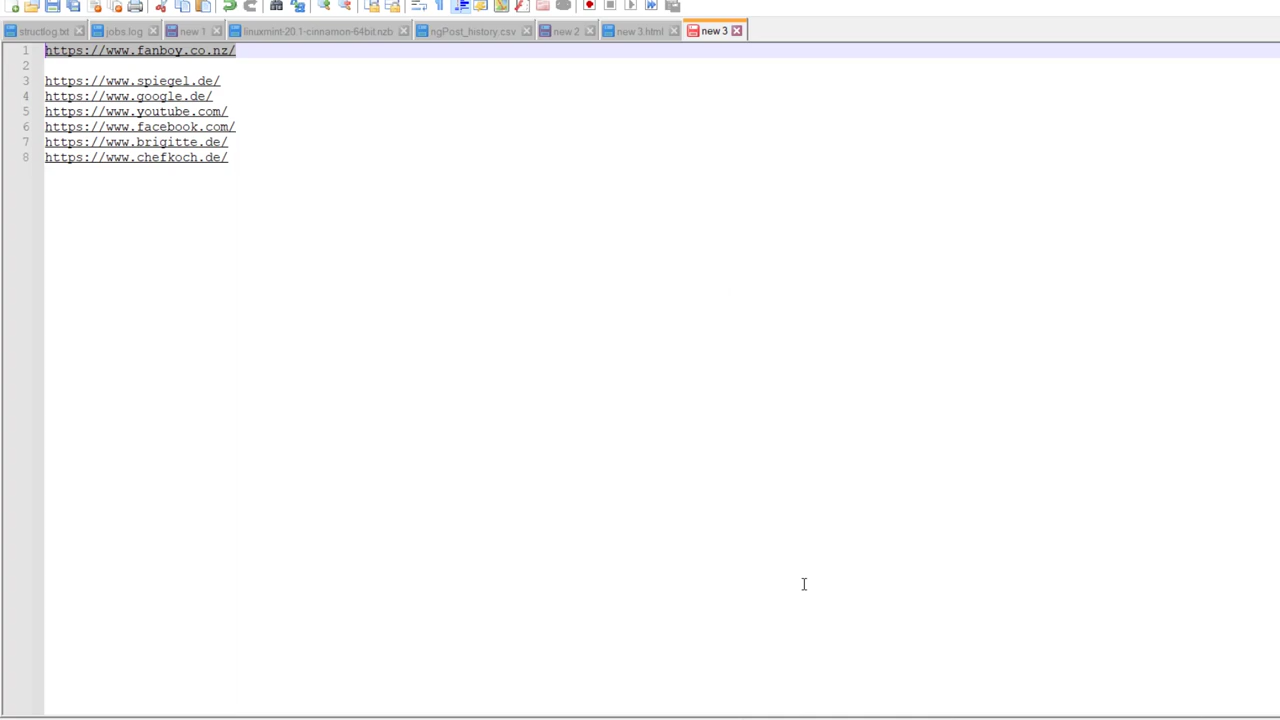 structlog.txt jobs.log new 1 linuxmint-20.1-cinnamon-64bit.nzb ngPost_history.csv new 2 new 3.html new 3
1 https://www.fanboy.co.nz/
2
3 https://www.spiegel.de/
4 https://www.google.de/
5 https://www.youtube.com/
6 https://www.facebook.com/
7 https://www.brigitte.de/
8 https://www.chefkoch.de/